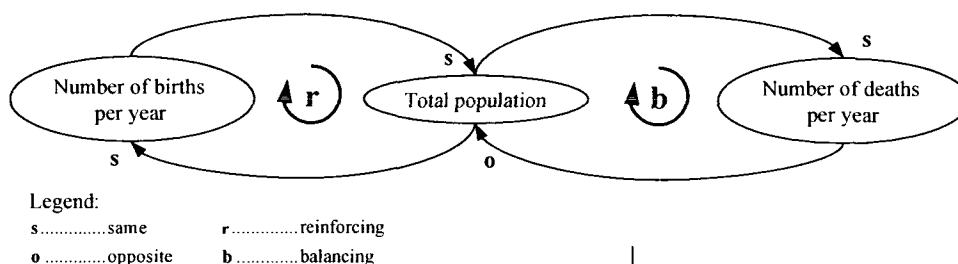 s
s
Number of births
per year
r
Total population
b
Number of deaths
per year
s
o
Legend:
s.............same
r.............reinforcing
o.............opposite
b.............balancing